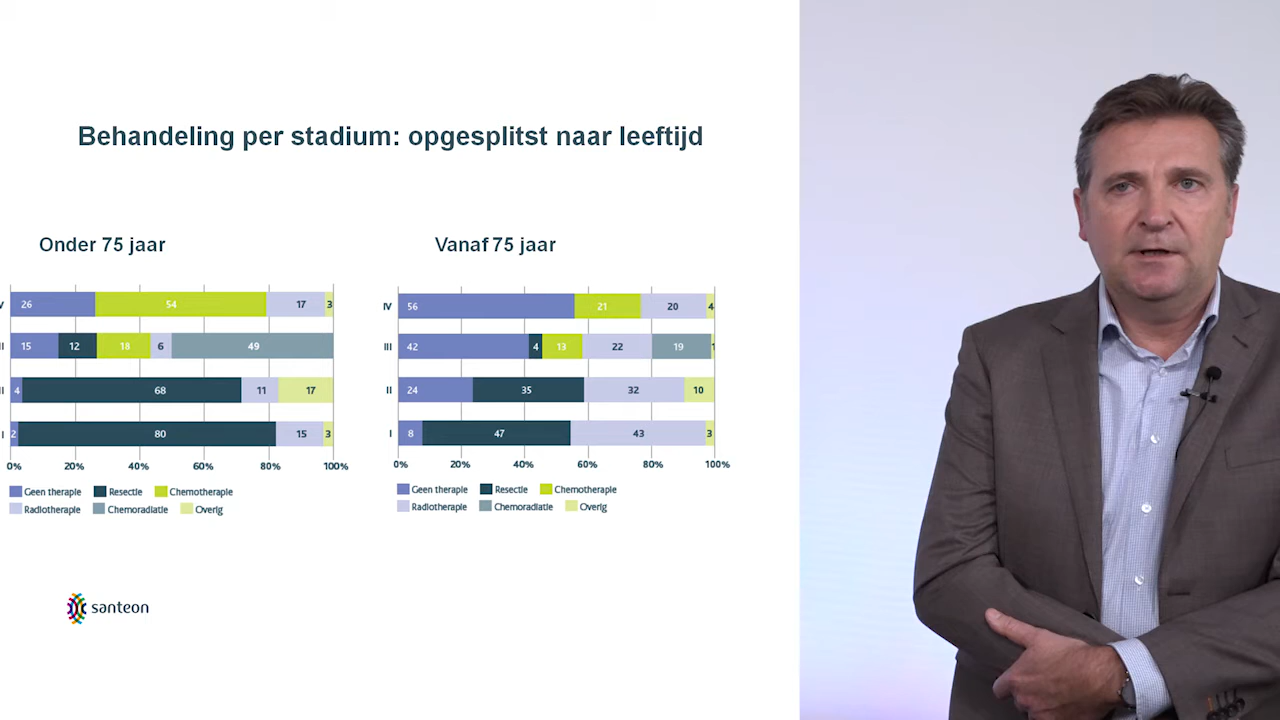 Behandeling per stadium: opgesplitst naar leeftijd
Onder 75 jaar
V 26 54 17 3
II 15 12 18 6 49
II 4 68 11 17
I 2 80 15 3
0% 20% 40% 60% 80% 100%
Geen therapie Resectie Chemotherapie
Radiotherapie Chemoradiatie Overig
Vanaf 75 jaar
IV 56 21 20 4
III 42 4 13 22 19 1
II 24 35 32 10
I 8 47 43 3
0% 20% 40% 60% 80% 100%
Geen therapie Resectie Chemotherapie
Radiotherapie Chemoradiatie Overig
santeon